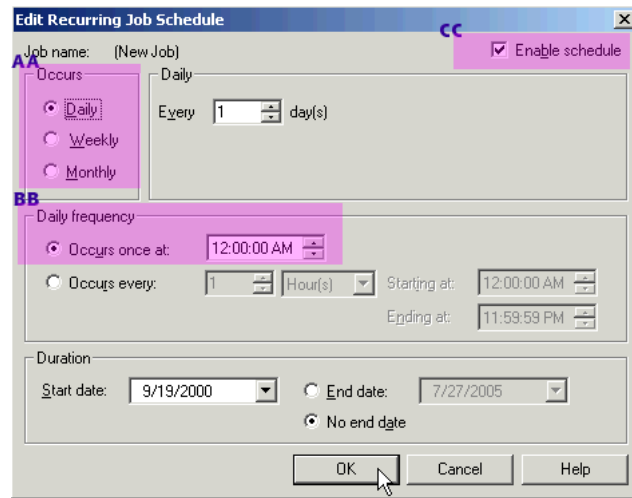 Edit Recurring Job Schedule
CC
Job name: (New Job)
Enable schedule
AA
Occurs
Daily
Daily
Every 1 day(s)
Weekly
Monthly
BB
Daily frequency
Occurs once at: 12:00:00 AM
Occurs every: 1 Hour(s) Starting at: 12:00:00 AM
Ending at: 11:59:59 PM
Duration
Start date: 9/19/2000 End date: 7/27/2005
No end date
OK Cancel Help